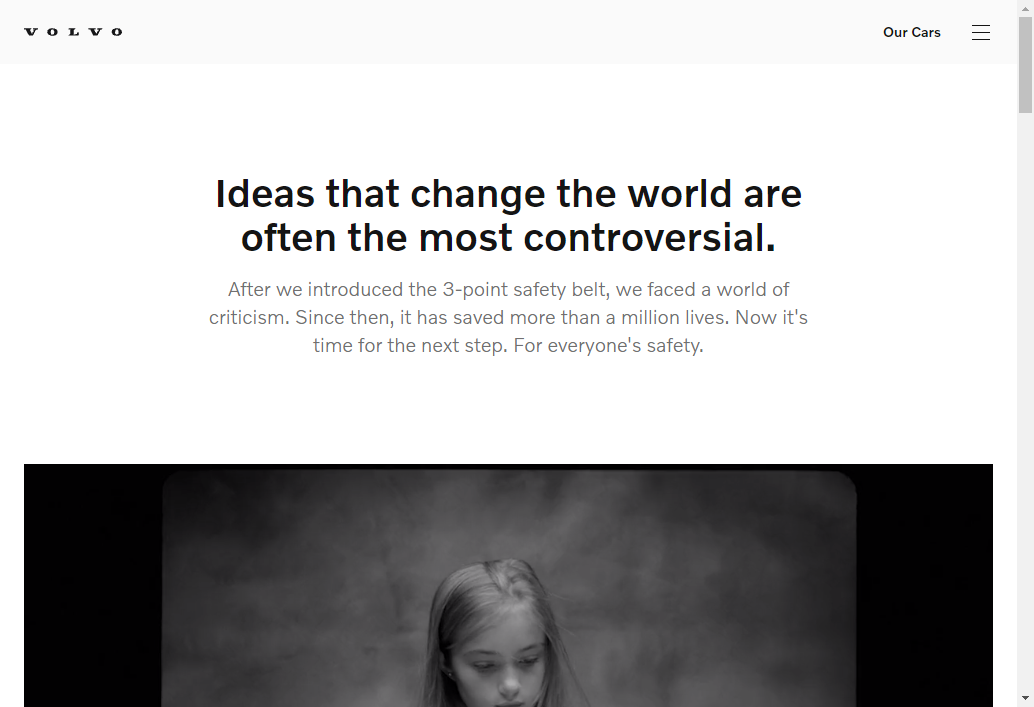 VOLVO
Our Cars
Ideas that change the world are
often the most controversial.
After we introduced the 3-point safety belt, we faced a world of
criticism. Since then, it has saved more than a million lives. Now it's
time for the next step. For everyone's safety.